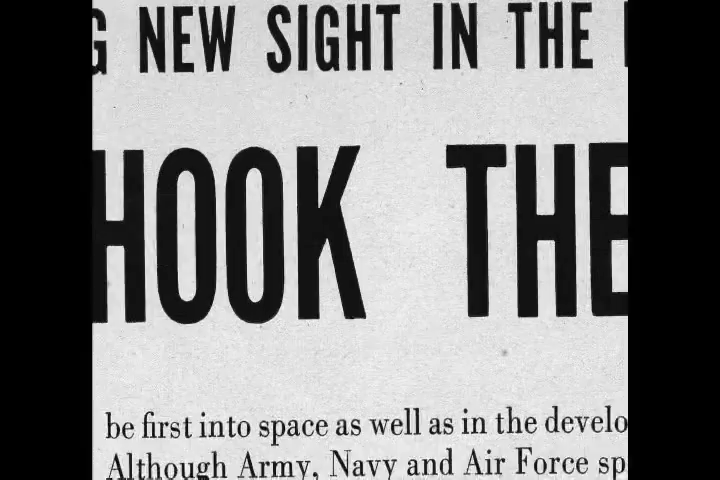 G NEW SIGHT IN THE
HOOK THE
be first into space as well as in the develo
Although Army, Navy and Air Force sp